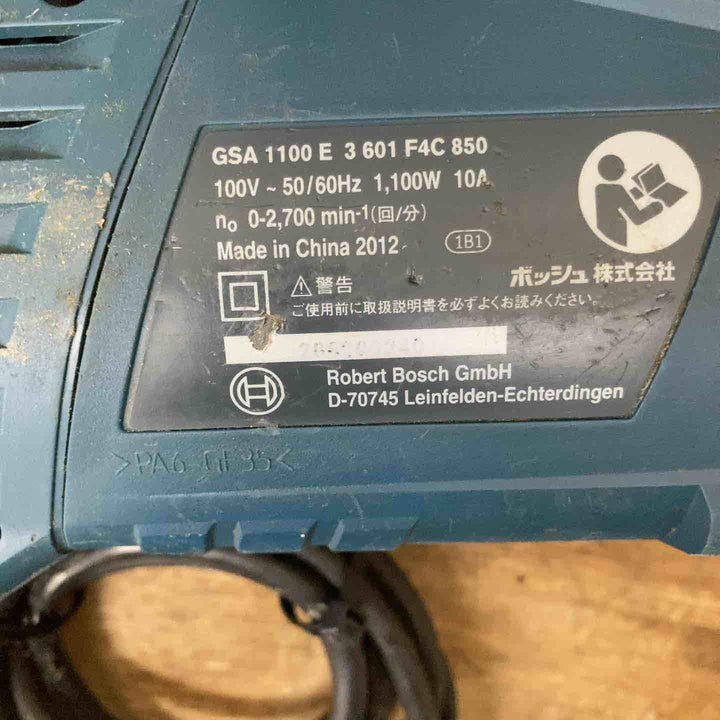 GSA 1100 E 3 601 F4C 850
100V ~ 50/60Hz 1,100W 10A
n₀ 0-2,700 min⁻¹(回/分)
Made in China 2012
1B1
ボッシュ 株式会社
⚠警告
ご使用前に取扱説明書を必ずよくお読みください。
Robert Bosch GmbH
D-70745 Leinfelden-Echterdingen
>PA6 GF35<